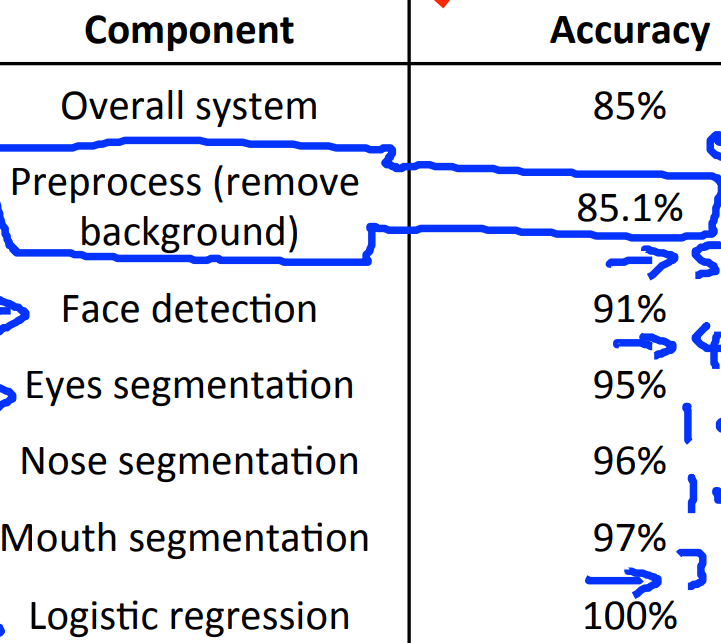 Component Accuracy
Overall system 85%
Preprocess (remove
background) 85.1%
Face detection 91%
Eyes segmentation 95%
Nose segmentation 96%
Mouth segmentation 97%
Logistic regression 100%